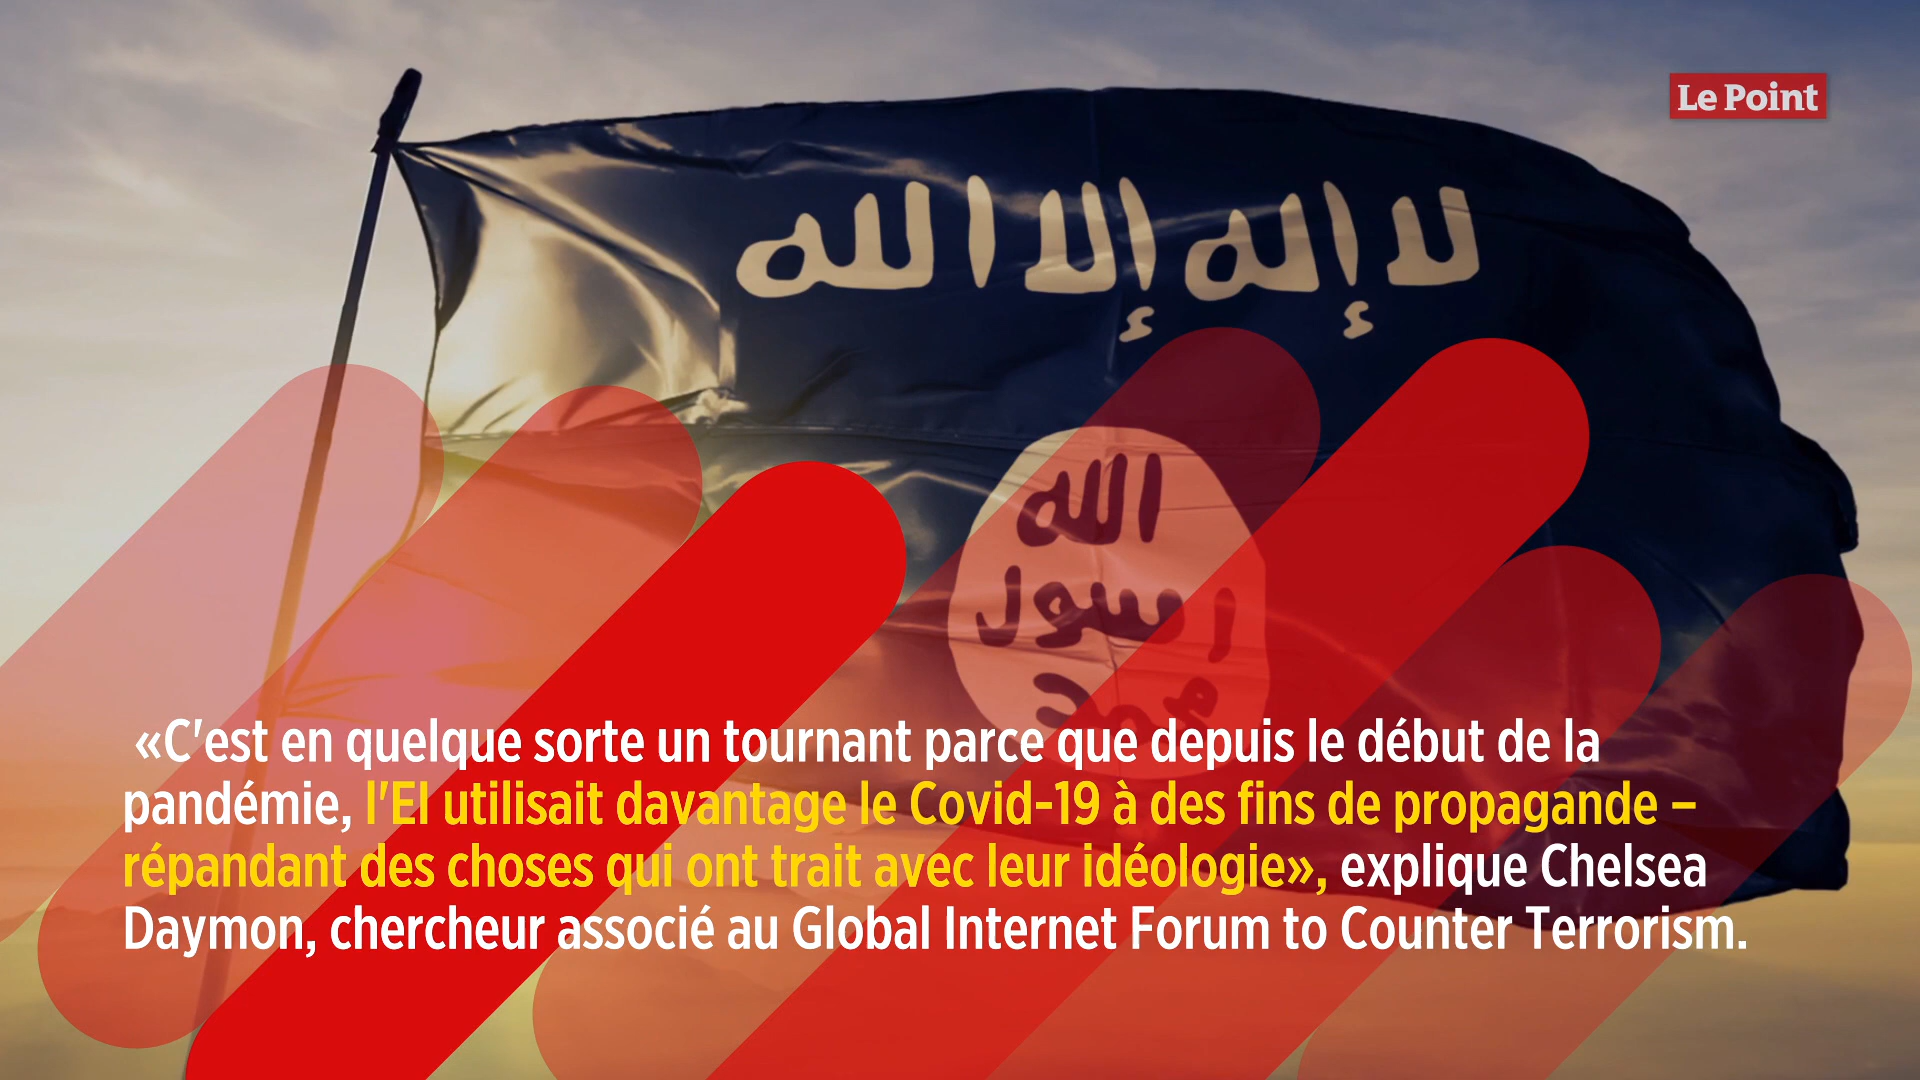 Le Point
لا إله إلا الله
الله
رسول
محمد
«C'est en quelque sorte un tournant parce que depuis le début de la
pandémie, l'EI utilisait davantage le Covid-19 à des fins de propagande –
répandant des choses qui ont trait avec leur idéologie», explique Chelsea
Daymon, chercheur associé au Global Internet Forum to Counter Terrorism.